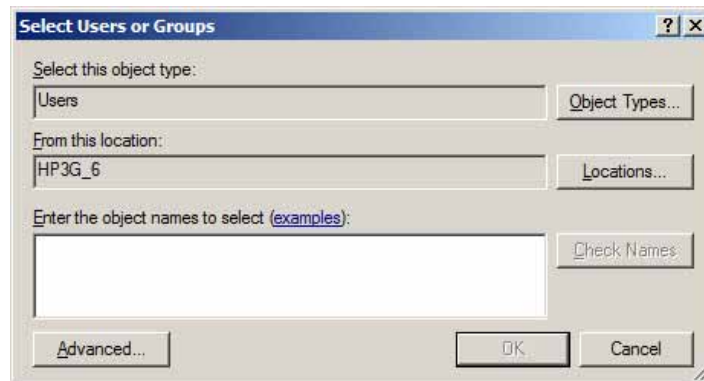 Select Users or Groups
Select this object type:
Users
Object Types...
From this location:
HP3G_6
Locations...
Enter the object names to select (examples):
Check Names
Advanced...
OK
Cancel